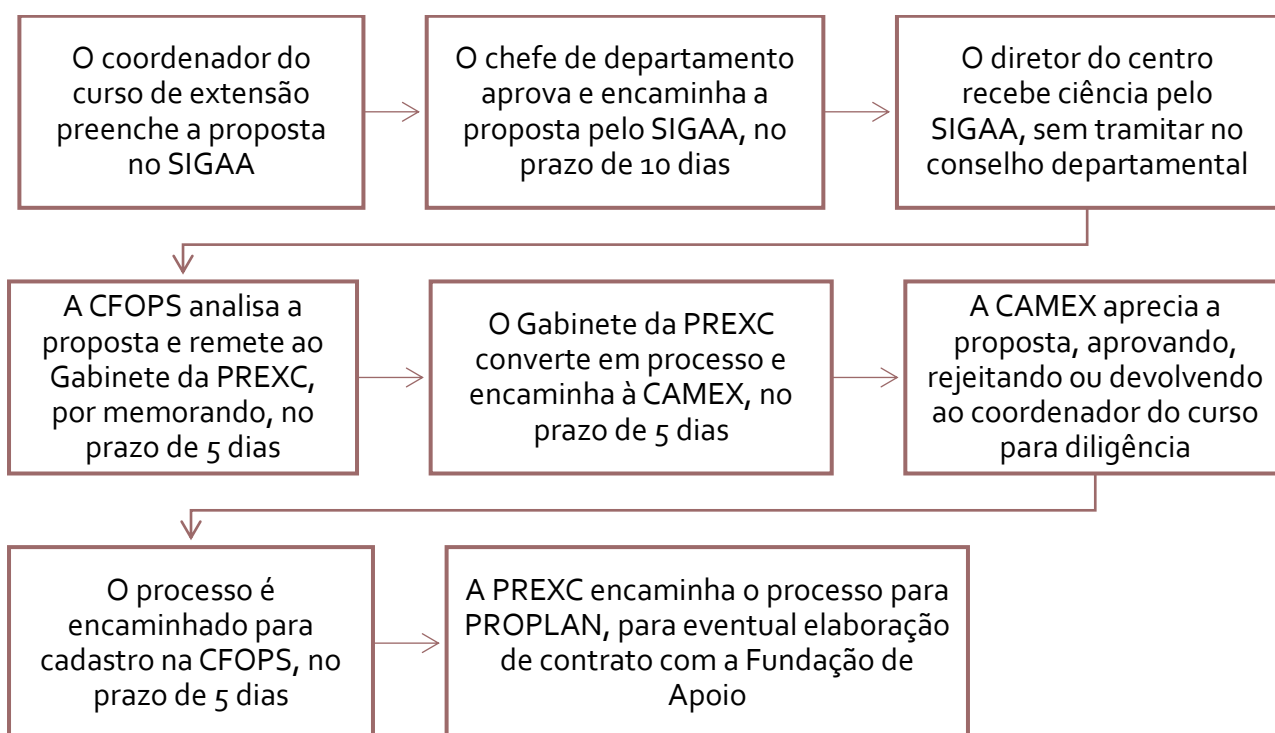 O coordenador do
curso de extensão
preenche a proposta
no SIGAA
O chefe de departamento
aprova e encaminha a
proposta pelo SIGAA, no
prazo de 10 dias
O diretor do centro
recebe ciência pelo
SIGAA, sem tramitar no
conselho departamental
A CFOPS analisa a
proposta e remete ao
Gabinete da PREXC,
por memorando, no
prazo de 5 dias
O Gabinete da PREXC
converte em processo e
encaminha à CAMEX, no
prazo de 5 dias
A CAMEX aprecia a
proposta, aprovando,
rejeitando ou devolvendo
ao coordenador do curso
para diligência
O processo é
encaminhado para
cadastro na CFOPS, no
prazo de 5 dias
A PREXC encaminha o processo para
PROPLAN, para eventual elaboração
de contrato com a Fundação de
Apoio